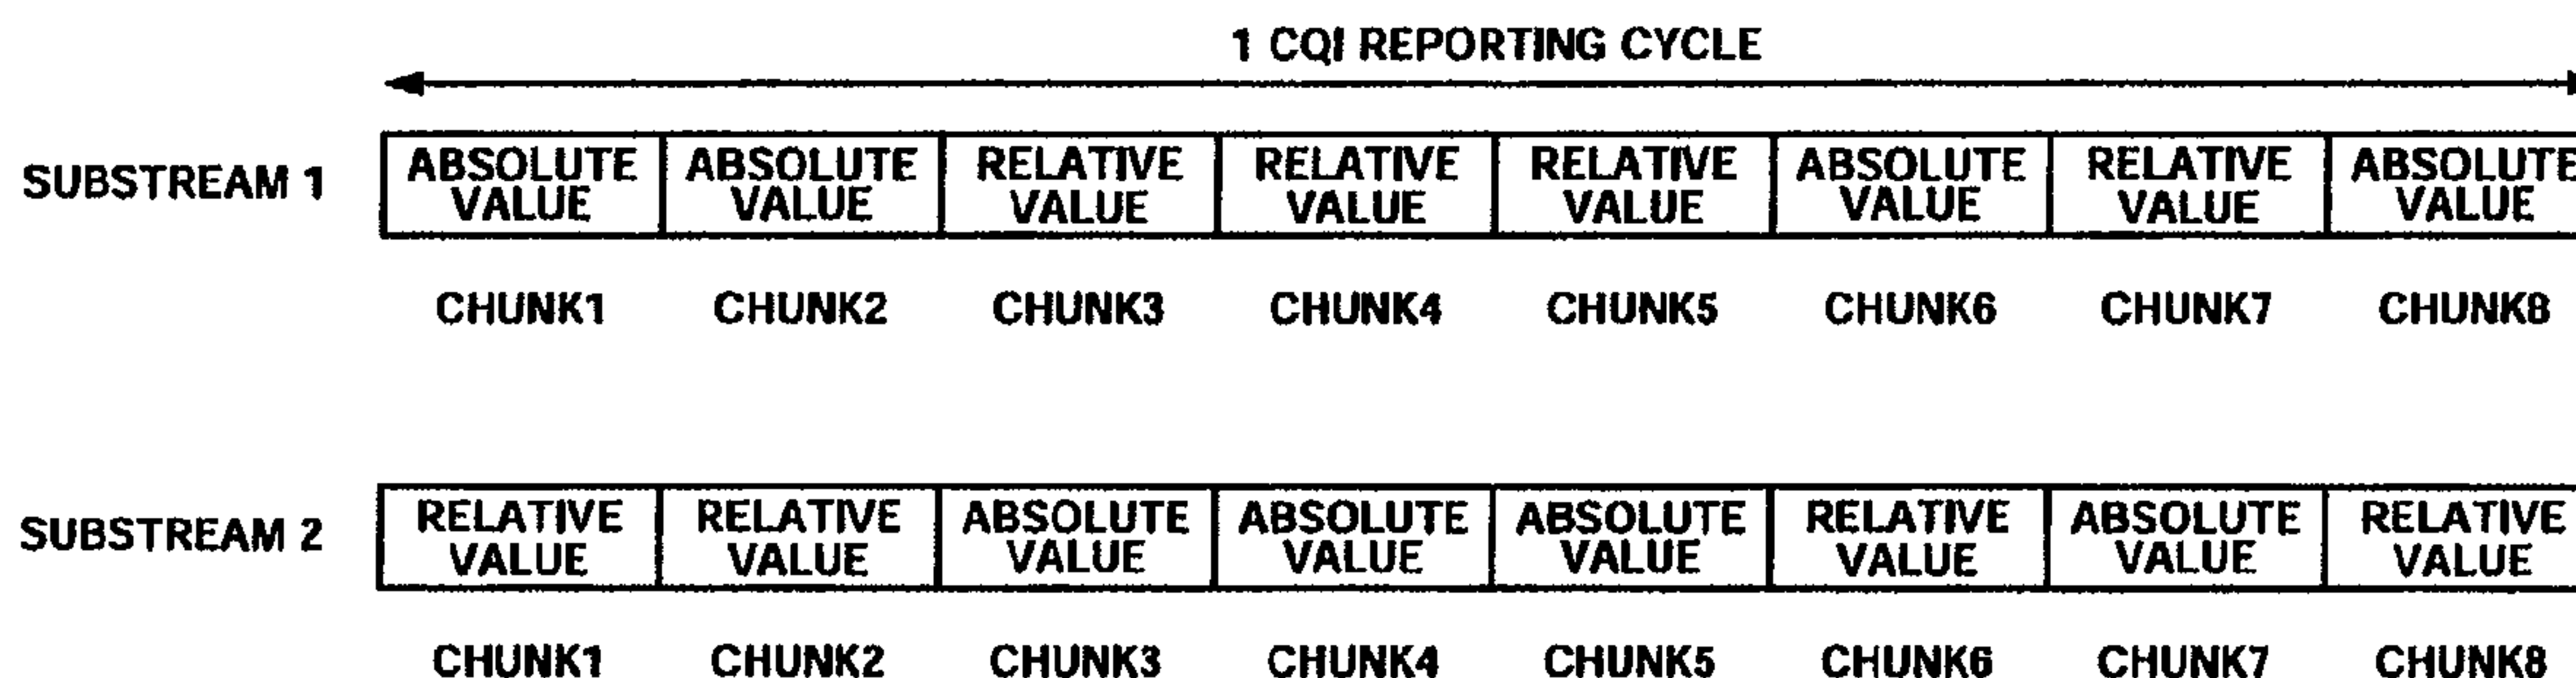 1 CQI REPORTING CYCLE
SUBSTREAM 1
ABSOLUTE VALUE
ABSOLUTE VALUE
RELATIVE VALUE
RELATIVE VALUE
RELATIVE VALUE
ABSOLUTE VALUE
RELATIVE VALUE
ABSOLUTE VALUE
CHUNK1 CHUNK2 CHUNK3 CHUNK4 CHUNK5 CHUNK6 CHUNK7 CHUNK8
SUBSTREAM 2
RELATIVE VALUE
RELATIVE VALUE
ABSOLUTE VALUE
ABSOLUTE VALUE
ABSOLUTE VALUE
RELATIVE VALUE
ABSOLUTE VALUE
RELATIVE VALUE
CHUNK1 CHUNK2 CHUNK3 CHUNK4 CHUNK5 CHUNK6 CHUNK7 CHUNK8